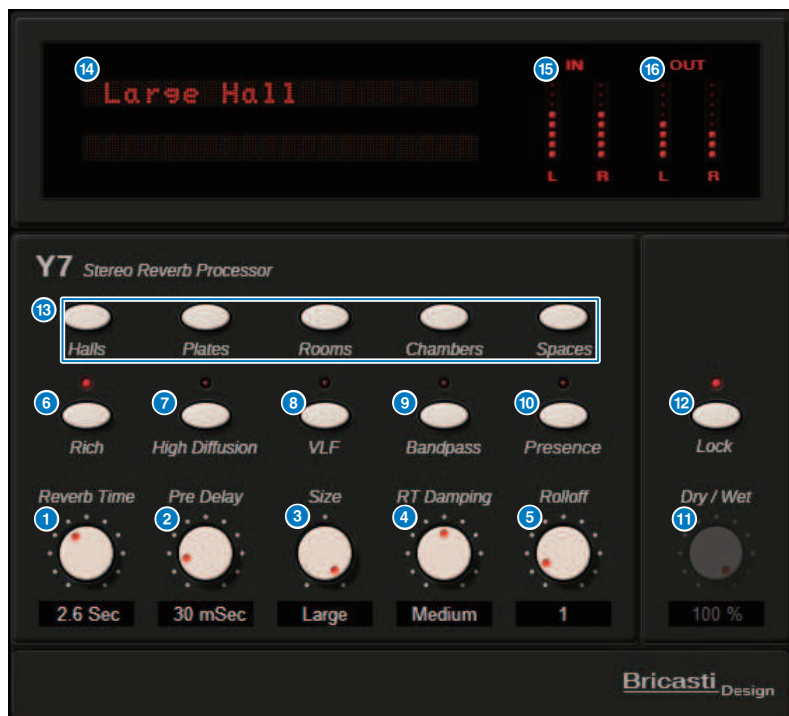 14
Large Hall
15 IN
16 OUT
L R L R
Y7 Stereo Reverb Processor
13
Halls Plates Rooms Chambers Spaces
6 7 8 9 10 12
Rich High Diffusion VLF Bandpass Presence Lock
Reverb Time Pre Delay Size RT Damping Rolloff Dry / Wet
1 2 3 4 5 11
2.6 Sec 30 mSec Large Medium 1 100 %
Bricasti Design